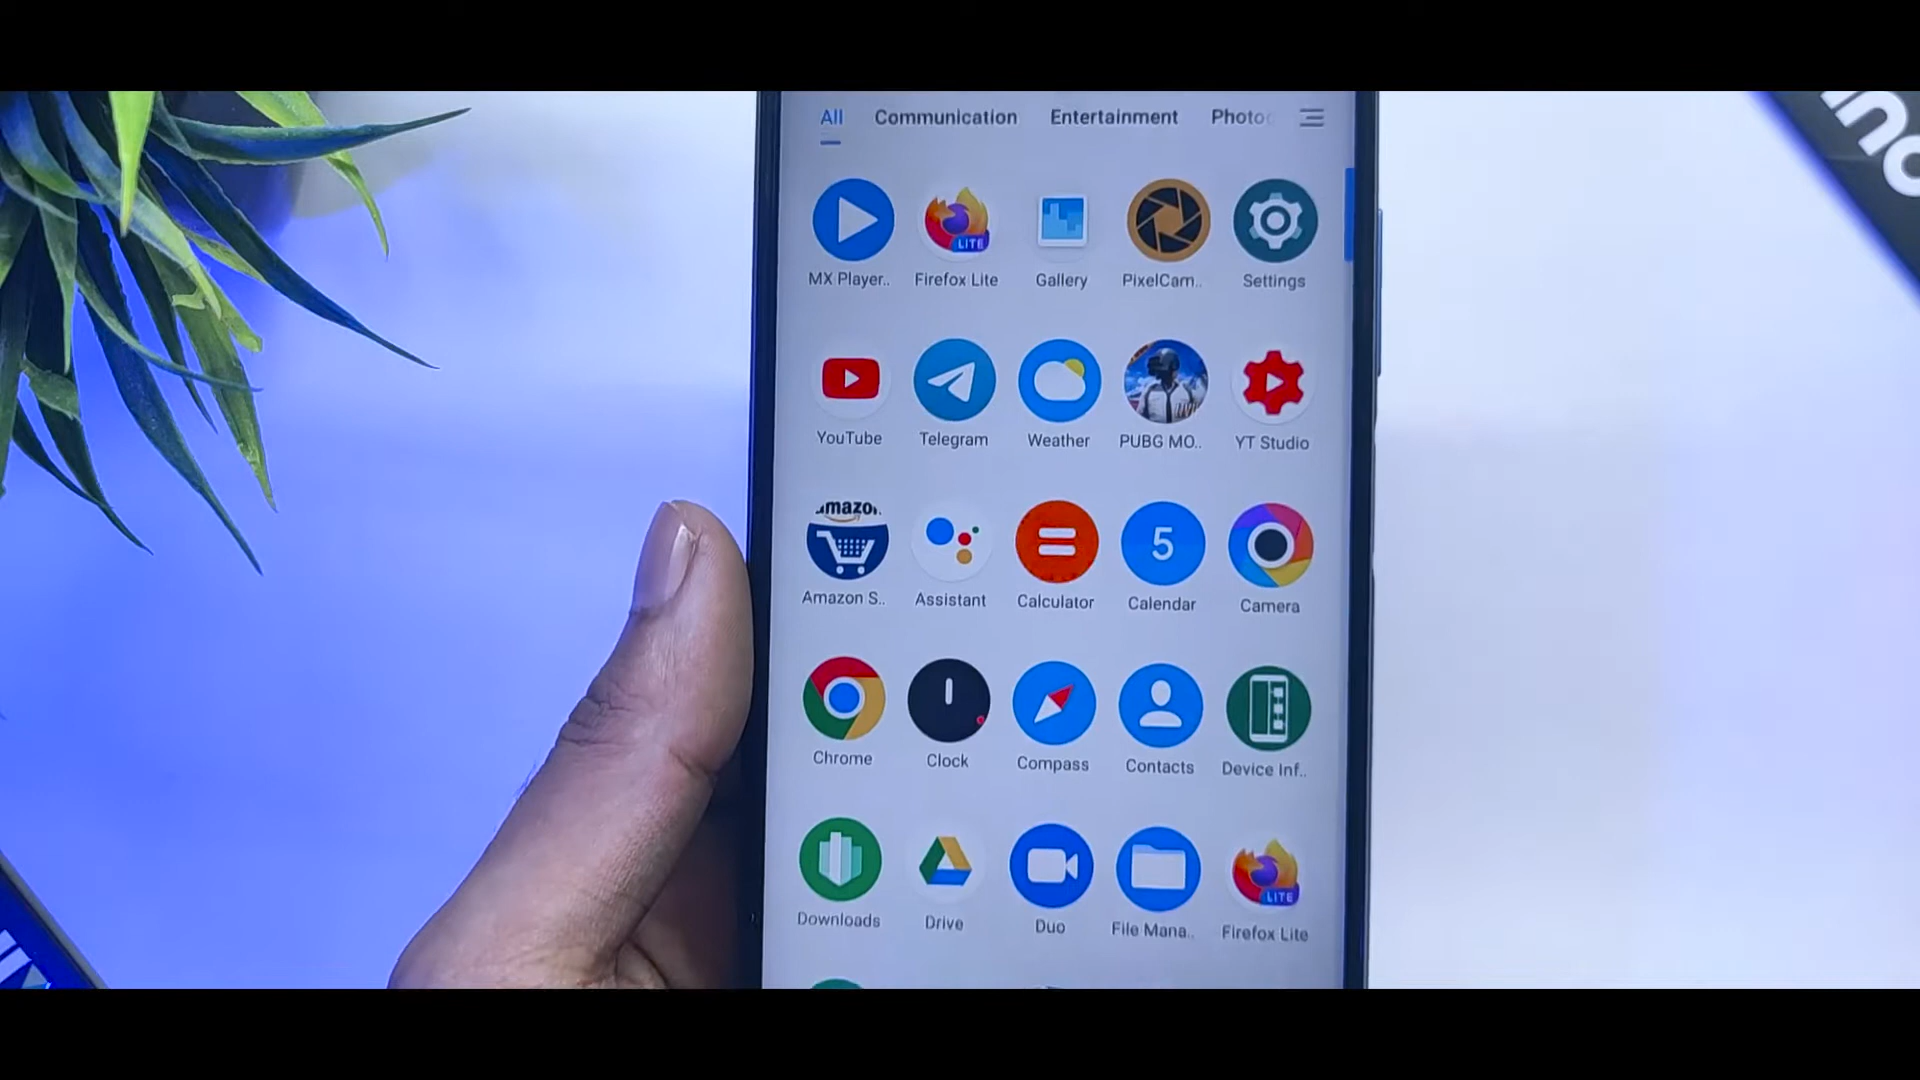 All Communication Entertainment Photo
MX Player.. Firefox Lite Gallery PixelCam.. Settings
LITE
YouTube Telegram Weather PUBG MO.. YT Studio
amazon
5
Amazon S.. Assistant Calculator Calendar Camera
Chrome Clock Compass Contacts Device Inf..
LITE
Downloads Drive Duo File Mana.. Firefox Lite